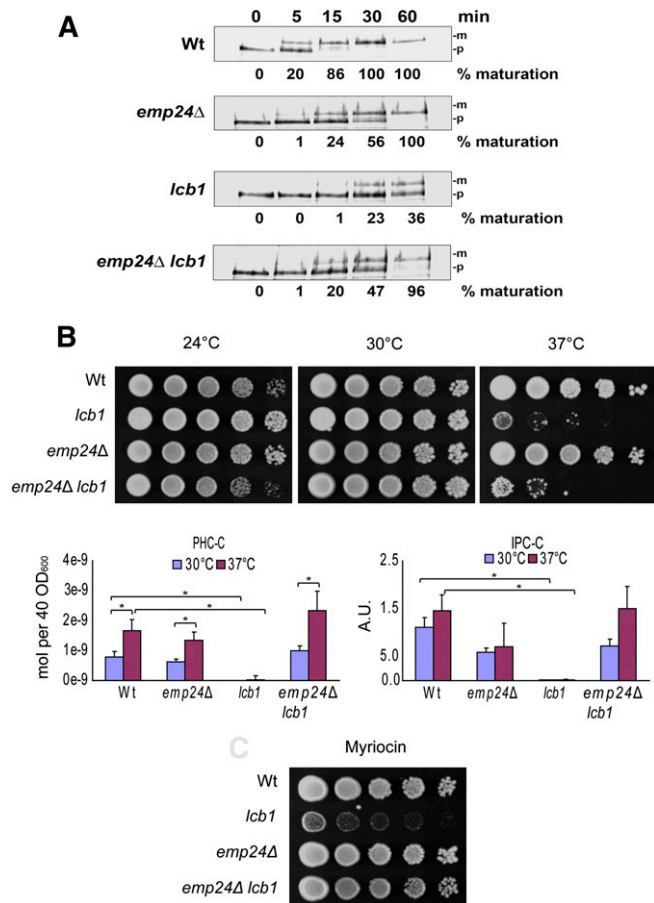 A
0 5 15 30 60 min
Wt
-m
-p
0 20 86 100 100 % maturation
emp24Δ
-m
-p
0 1 24 56 100 % maturation
lcb1
-m
-p
0 0 1 23 36 % maturation
emp24Δ lcb1
-m
-p
0 1 20 47 96 % maturation
B
24°C 30°C 37°C
Wt
lcb1
emp24Δ
emp24Δ lcb1
PHC-C
30°C 37°C
mol per 40 OD600
4e-9
3e-9
2e-9
1e-9
0e-9
* * * * *
Wt emp24Δ lcb1 emp24Δ lcb1
IPC-C
30°C 37°C
A.U.
2.5
1.5
5.0
0.0
* *
Wt emp24Δ lcb1 emp24Δ lcb1
C
Myriocin
Wt
lcb1
emp24Δ
emp24Δ lcb1